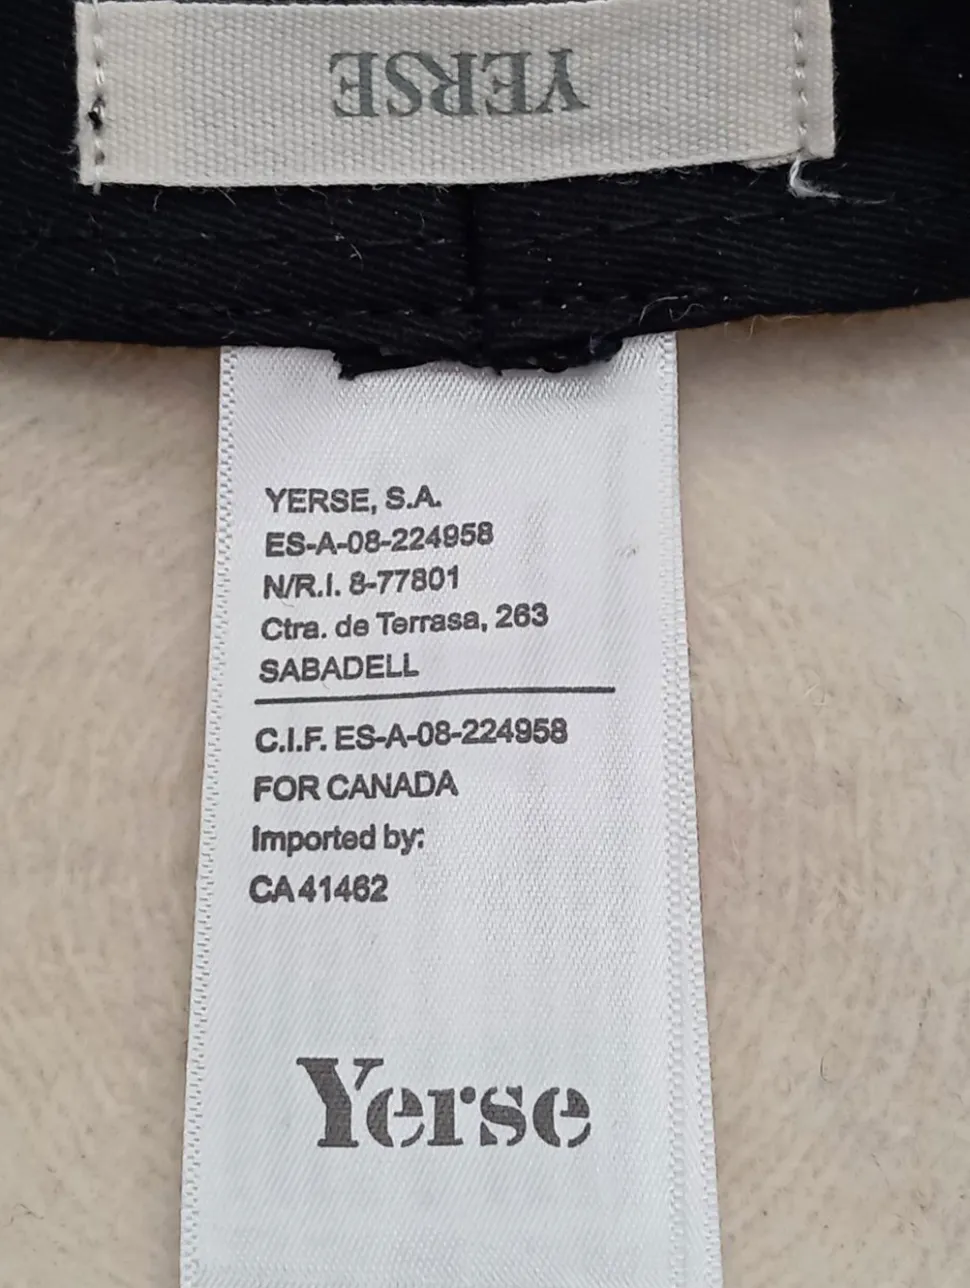 YERSE
YERSE, S.A.
ES-A-08-224958
N/R.I. 8-77801
Ctra. de Terrasa, 263
SABADELL
C.I.F. ES-A-08-224958
FOR CANADA
Imported by:
CA 41462
Yerse